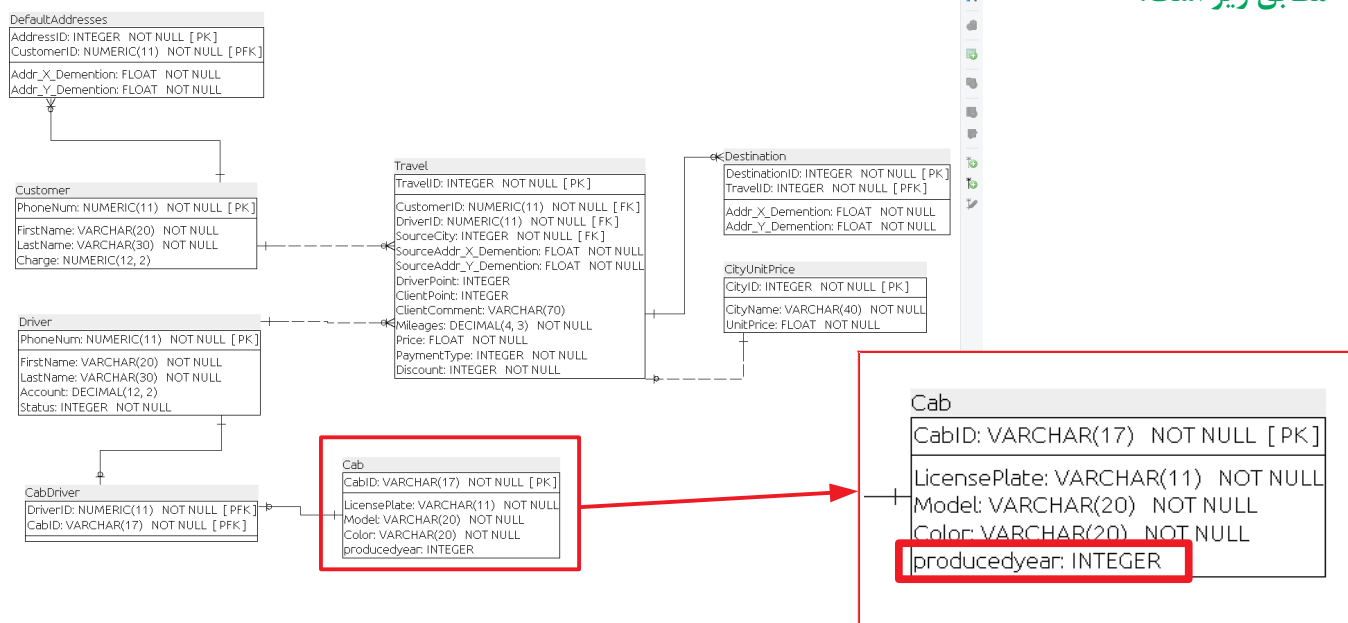 مطابق زیر است:
DefaultAddresses
AddressID: INTEGER NOT NULL [ PK ]
CustomerID: NUMERIC(11) NOT NULL [ PFK ]
Addr_X_Demention: FLOAT NOT NULL
Addr_Y_Demention: FLOAT NOT NULL
Customer
PhoneNum: NUMERIC(11) NOT NULL [ PK ]
FirstName: VARCHAR(20) NOT NULL
LastName: VARCHAR(30) NOT NULL
Charge: NUMERIC(12, 2)
Driver
PhoneNum: NUMERIC(11) NOT NULL [ PK ]
FirstName: VARCHAR(20) NOT NULL
LastName: VARCHAR(30) NOT NULL
Account: DECIMAL(12, 2)
Status: INTEGER NOT NULL
CabDriver
DriverID: NUMERIC(11) NOT NULL [ PFK ]
CabID: VARCHAR(17) NOT NULL [ PFK ]
Travel
TravelID: INTEGER NOT NULL [ PK ]
CustomerID: NUMERIC(11) NOT NULL [ FK ]
DriverID: NUMERIC(11) NOT NULL [ FK ]
SourceCity: INTEGER NOT NULL [ FK ]
SourceAddr_X_Demention: FLOAT NOT NULL
SourceAddr_Y_Demention: FLOAT NOT NULL
DriverPoint: INTEGER
ClientPoint: INTEGER
ClientComment: VARCHAR(70)
Mileages: DECIMAL(4, 3) NOT NULL
Price: FLOAT NOT NULL
PaymentType: INTEGER NOT NULL
Discount: INTEGER NOT NULL
Destination
DestinationID: INTEGER NOT NULL [ PK ]
TravelID: INTEGER NOT NULL [ PFK ]
Addr_X_Demention: FLOAT NOT NULL
Addr_Y_Demention: FLOAT NOT NULL
CityUnitPrice
CityID: INTEGER NOT NULL [ PK ]
CityName: VARCHAR(40) NOT NULL
UnitPrice: FLOAT NOT NULL
Cab
CabID: VARCHAR(17) NOT NULL [ PK ]
LicensePlate: VARCHAR(11) NOT NULL
Model: VARCHAR(20) NOT NULL
Color: VARCHAR(20) NOT NULL
producedyear: INTEGER
Cab
CabID: VARCHAR(17) NOT NULL [ PK ]
LicensePlate: VARCHAR(11) NOT NULL
Model: VARCHAR(20) NOT NULL
Color: VARCHAR(20) NOT NULL
producedyear: INTEGER